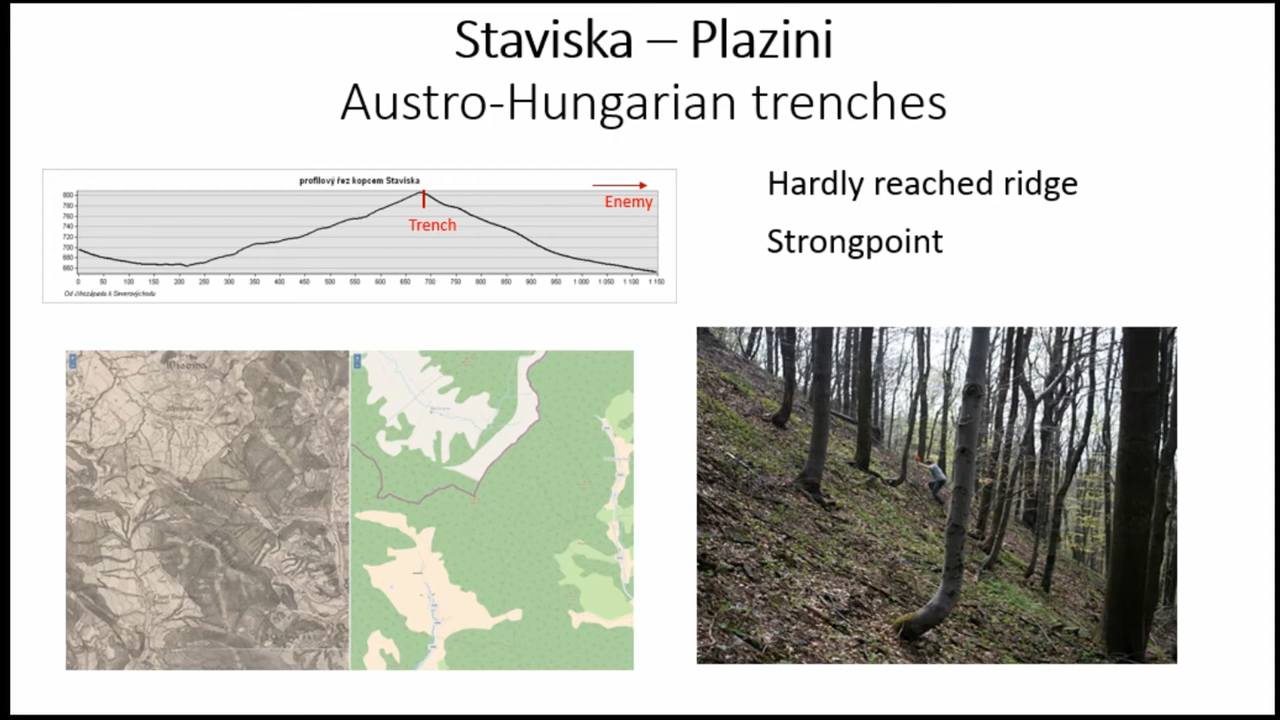 Staviska – Plazini
Austro-Hungarian trenches
profilový řez kopcem Staviska
Enemy
Trench
800
780
760
740
720
700
680
660
0 50 100 150 200 250 300 350 400 450 500 550 600 650 700 750 800 850 900 950 1 000 1 050 1 100 1 150
Od Jihozápadu k Severovýchodu
Hardly reached ridge
Strongpoint